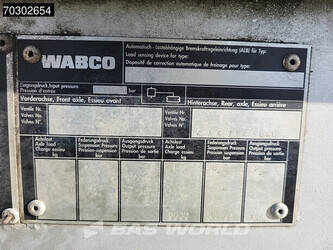 70302654
WABCO
Automatisch - Lastabhängige Bremskraftregeleinrichtung (ALB) für Typ:
Load sensing device for type:
Dispositif de correction automatique de freinage pour type:
Eingangsdruck, Input pressure
Pression d'entrée
bar
Vorderachse, Front axle, Essieu avant
Hinterachse, Rear, axle, Essieu arrière
Ventile Nr.
Valves No.
Valves N°.
Ventile Nr.
Valves No.
Valves N°.
Achslast Federungsdruck Ausgangsdruck Achslast Federungsdruck Ausgangsdruck
Axle load Suspension Pressure Output pressure Axle load Suspension Pressure Output pressure
Charge essieu Pression suspension Pression de sortie Charge essieu Pression suspension Pression de sortie
kg bar bar kg bar bar
BAS WORLD